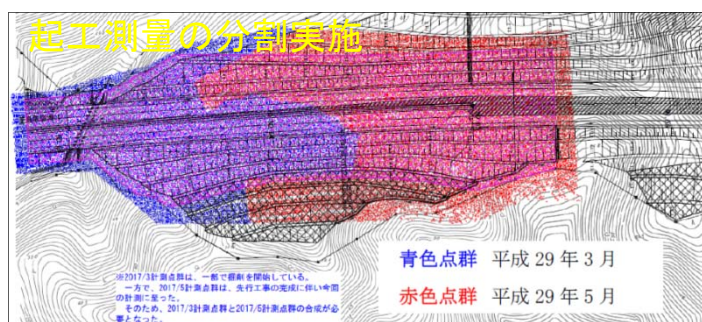 起工測量の分割実施
青色点群 平成 29 年 3 月
赤色点群 平成 29 年 5 月
※2017/3計測点群は、一部で掘削を開始している。
一方で、2017/5計測点群は、先行工事の完成に伴い今回
の計測に至った。
そのため、2017/3計測点群と2017/5計測点群の合成が必
要となった。